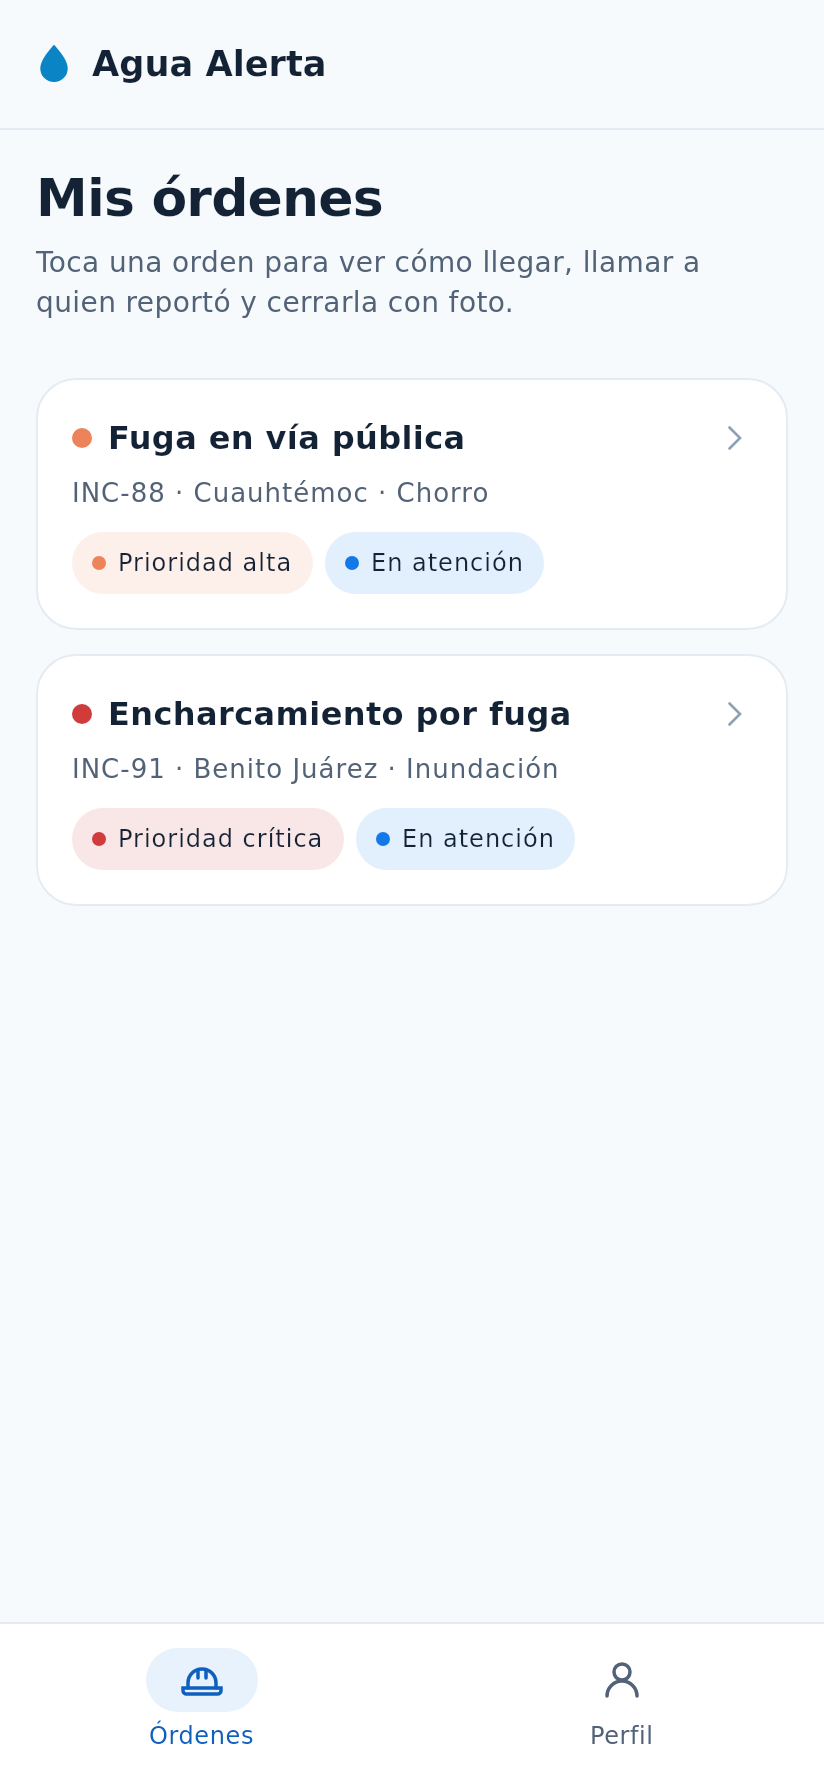 Agua Alerta
Mis órdenes
Toca una orden para ver cómo llegar, llamar a
quien reportó y cerrarla con foto.
Fuga en vía pública
INC-88 · Cuauhtémoc · Chorro
Prioridad alta
En atención
Encharcamiento por fuga
INC-91 · Benito Juárez · Inundación
Prioridad crítica
En atención
Órdenes
Perfil